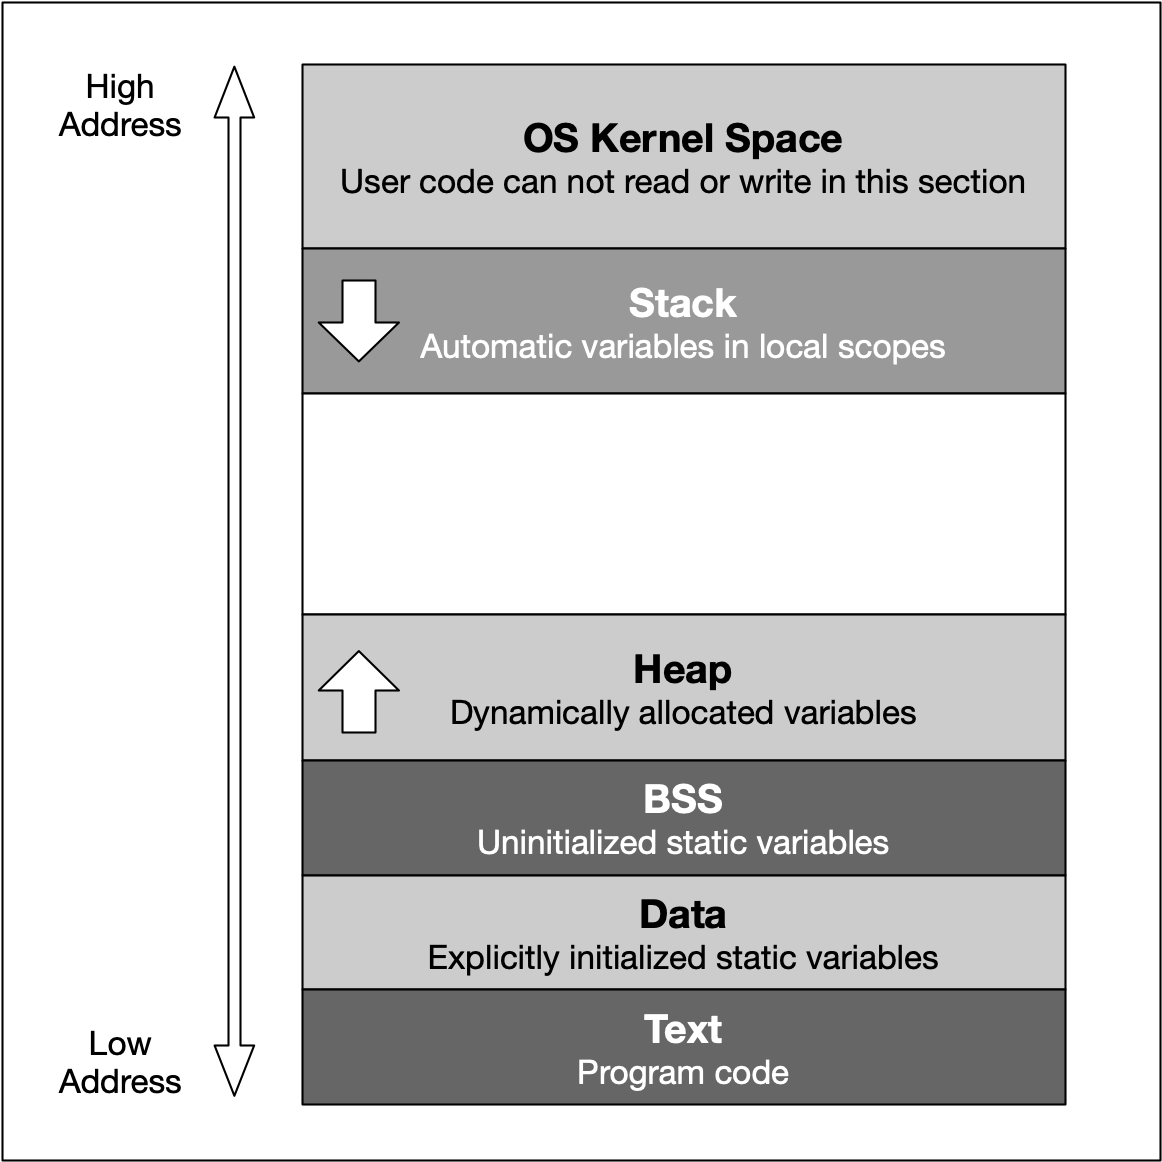 High
Address
OS Kernel Space
User code can not read or write in this section
Stack
Automatic variables in local scopes
Heap
Dynamically allocated variables
BSS
Uninitialized static variables
Data
Explicitly initialized static variables
Text
Program code
Low
Address